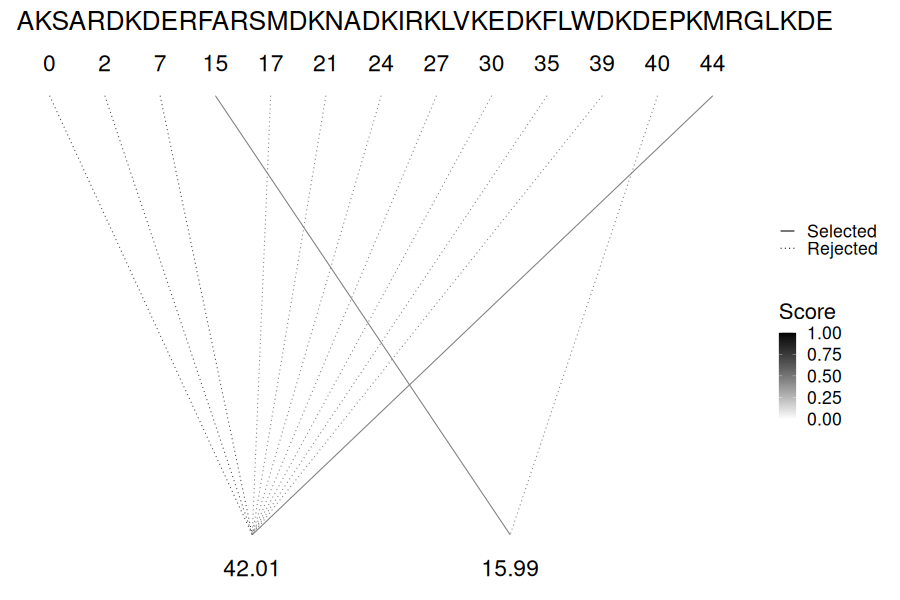 AKSARDKDERFARSMDKNADKIRKLVKEDKFLWDKDEPKMRGLKDE
0 2 7 15 17 21 24 27 30 35 39 40 44
Selected
Rejected
Score
1.00
0.75
0.50
0.25
0.00
42.01 15.99